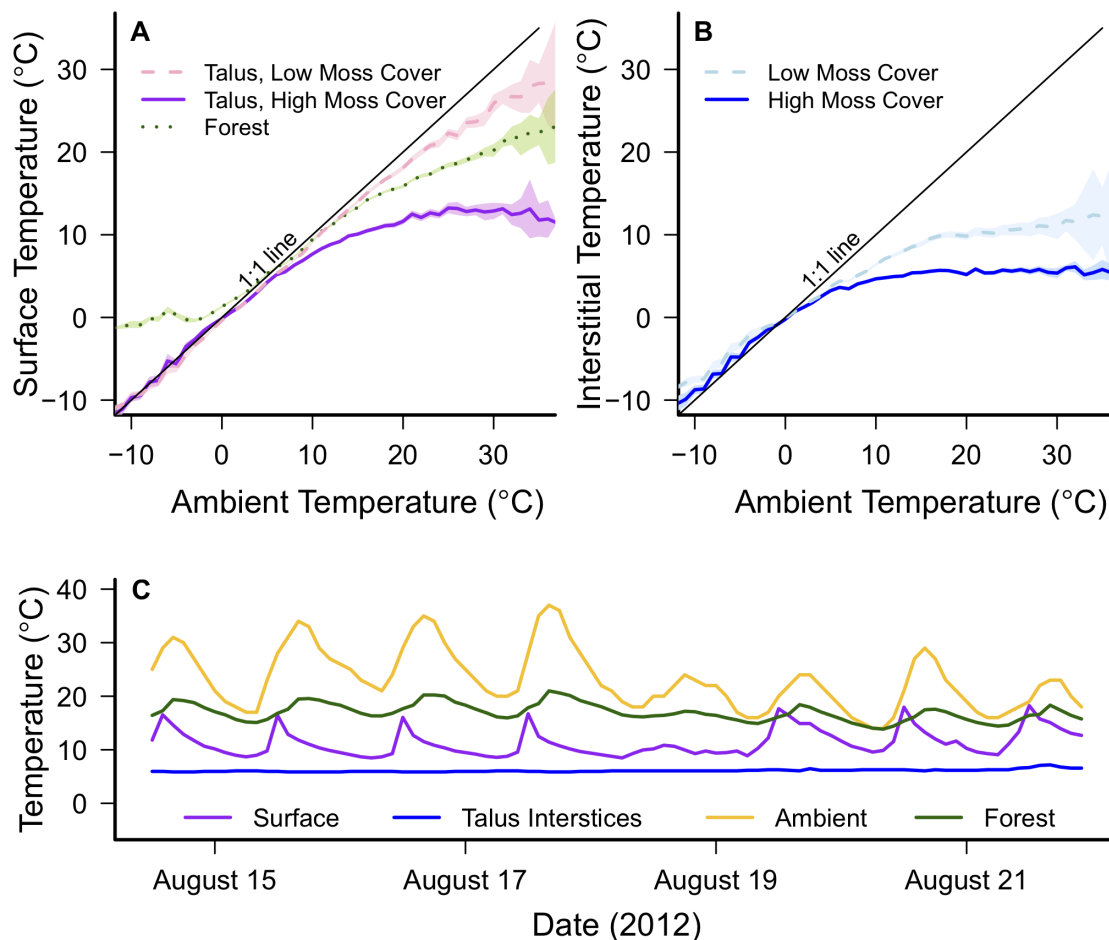 A
Surface Temperature (°C)
30
20
10
0
−10
Talus, Low Moss Cover
Talus, High Moss Cover
Forest
1:1 line
−10 0 10 20 30
Ambient Temperature (°C)
B
Interstitial Temperature (°C)
30
20
10
0
−10
Low Moss Cover
High Moss Cover
1:1 line
−10 0 10 20 30
Ambient Temperature (°C)
C
Temperature (°C)
40
30
20
10
0
Surface Talus Interstices Ambient Forest
August 15 August 17 August 19 August 21
Date (2012)